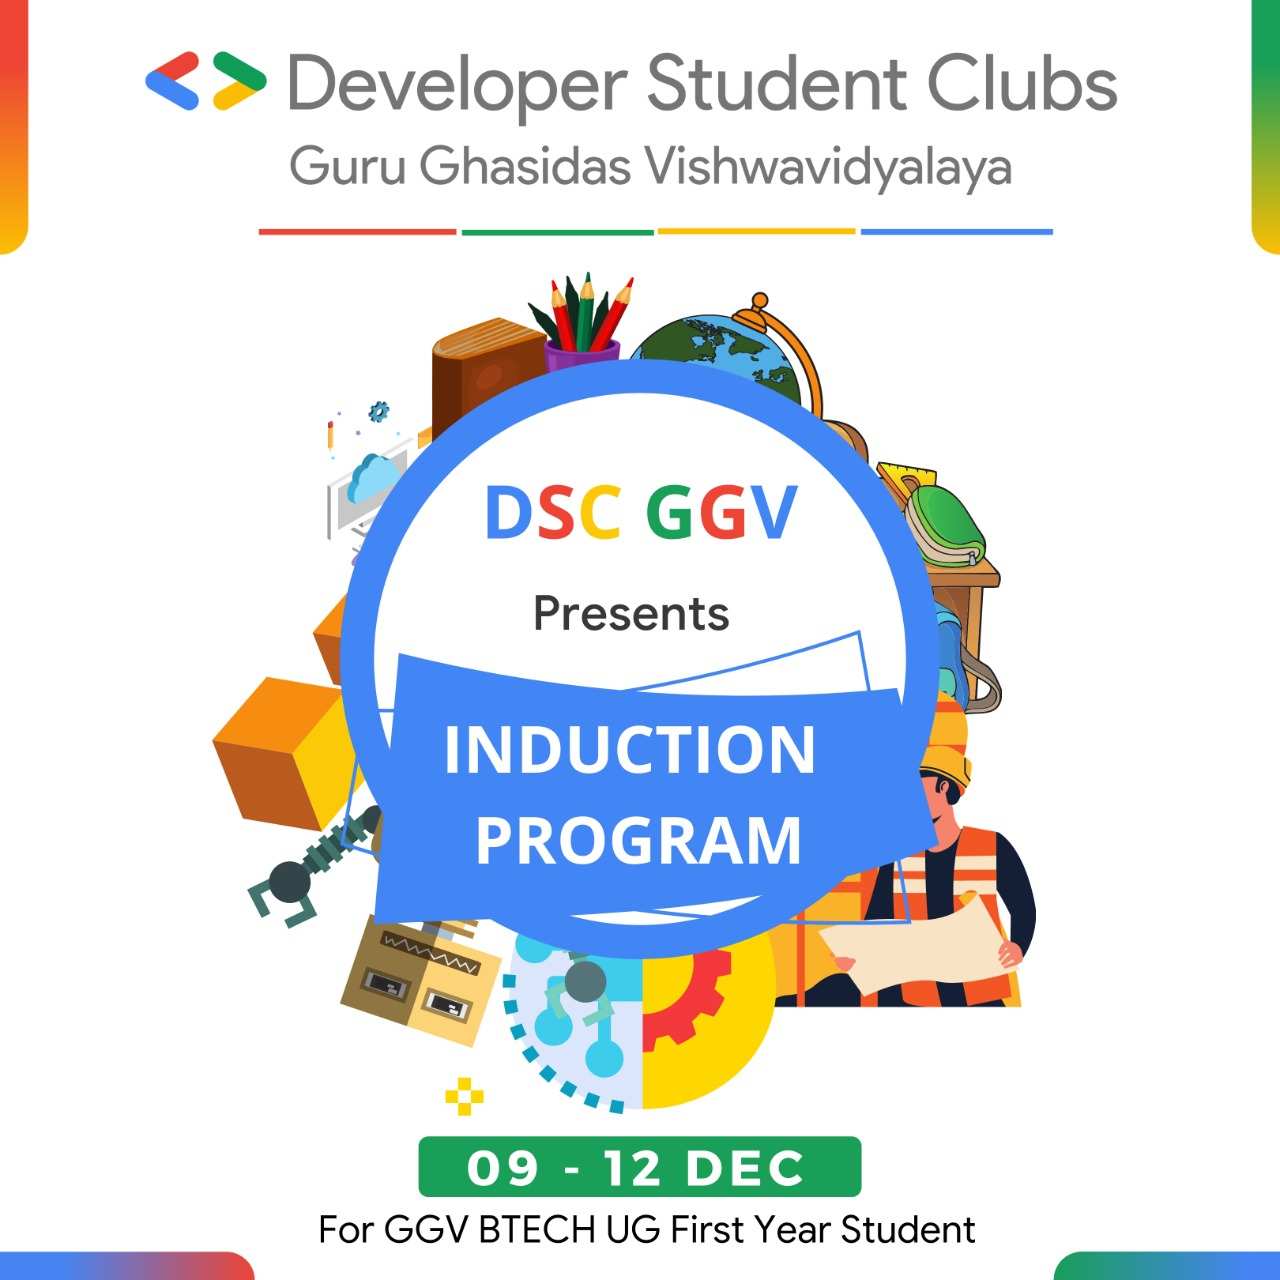 Developer Student Clubs
Guru Ghasidas Vishwavidyalaya
DSC GGV
Presents
INDUCTION
PROGRAM
09 - 12 DEC
For GGV BTECH UG First Year Student